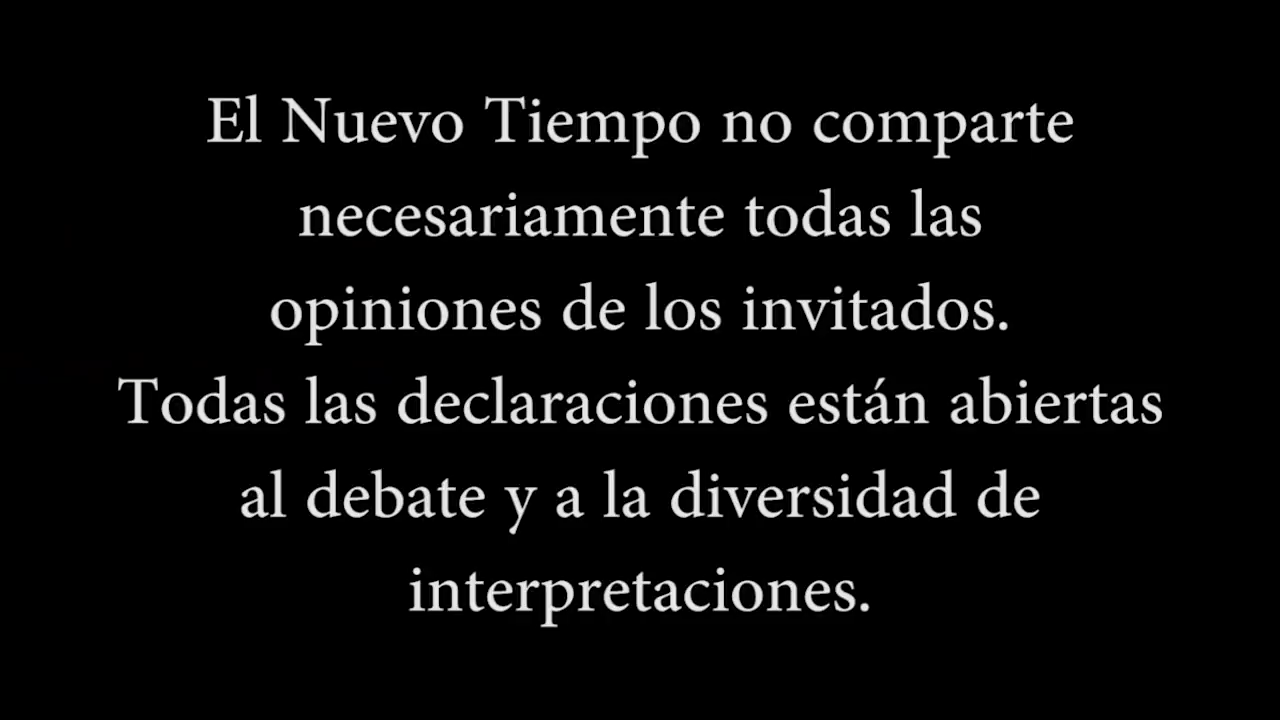 El Nuevo Tiempo no comparte
necesariamente todas las
opiniones de los invitados.
Todas las declaraciones están abiertas
al debate y a la diversidad de
interpretaciones.